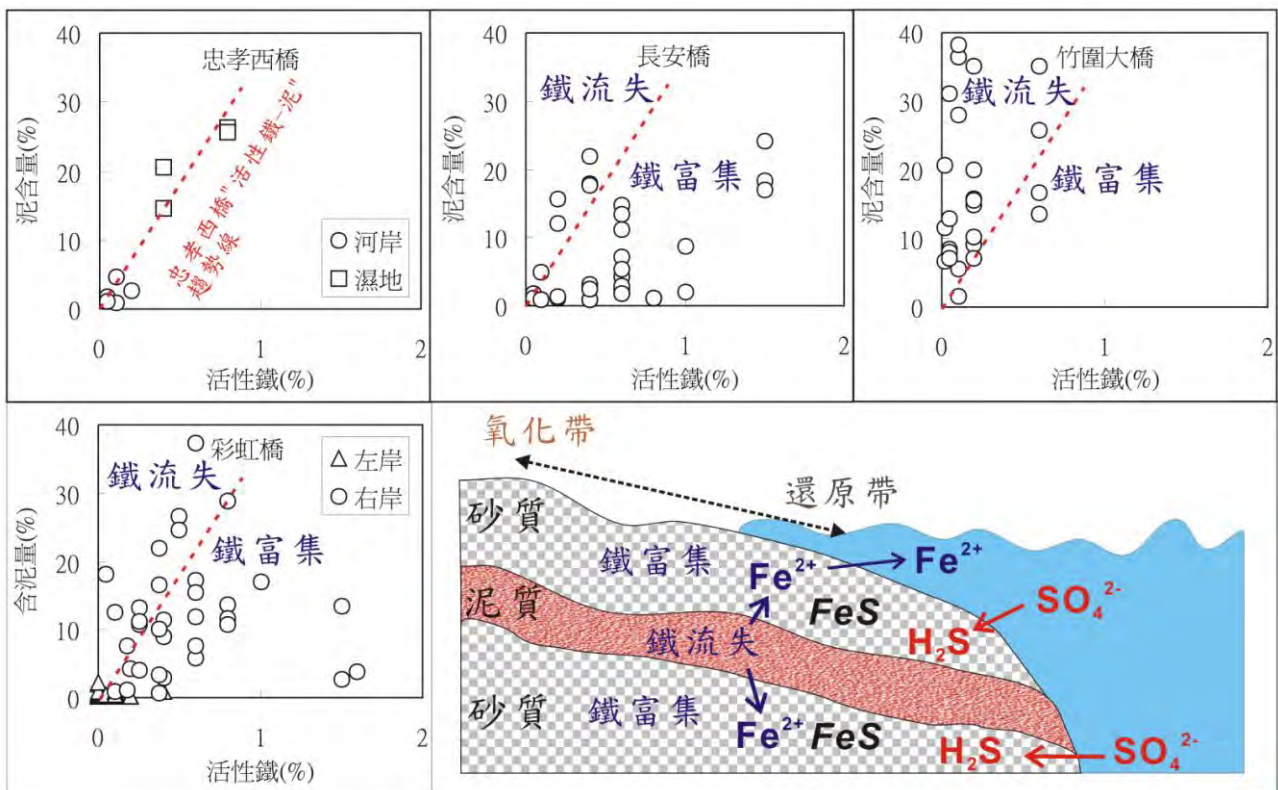 忠孝西橋
泥含量(%)
40
30
20
10
0
忠孝西橋"活性鐵-泥"
趨勢線
○ 河岸
□ 濕地
0 1 2
活性鐵(%)
長安橋
鐵流失
鐵富集
泥含量(%)
40
30
20
10
0
0 1 2
活性鐵(%)
竹圍大橋
鐵流失
鐵富集
泥含量(%)
40
30
20
10
0
0 1 2
活性鐵(%)
彩虹橋
鐵流失
鐵富集
△ 左岸
○ 右岸
含泥量(%)
40
30
20
10
0
0 1 2
活性鐵(%)
氧化帶
還原帶
砂質
鐵富集
Fe²⁺
Fe²⁺
FeS
SO₄²⁻
H₂S
泥質
鐵流失
砂質
鐵富集
Fe²⁺
FeS
H₂S
SO₄²⁻